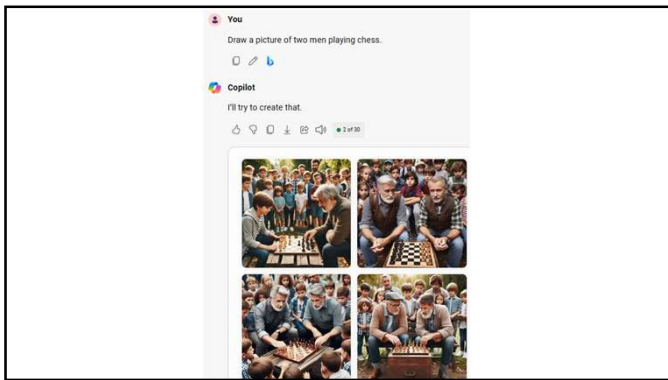 You
Draw a picture of two men playing chess.
Copilot
I'll try to create that.
2 of 30